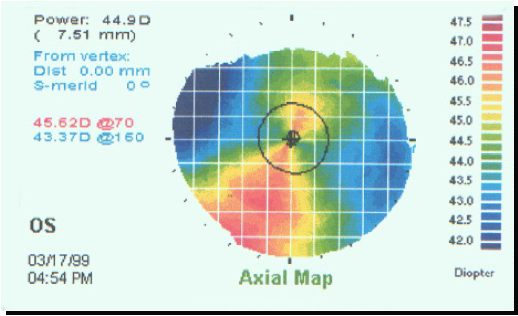 Power: 44.9D
( 7.51 mm)
From vertex:
Dist 0.00 mm
S-merid 0 º
45.62D @70
43.37D @160
OS
03/17/99
04:54 PM
Axial Map
47.5
47.0
46.5
46.0
45.5
45.0
44.5
44.0
43.5
43.0
42.5
42.0
Diopter